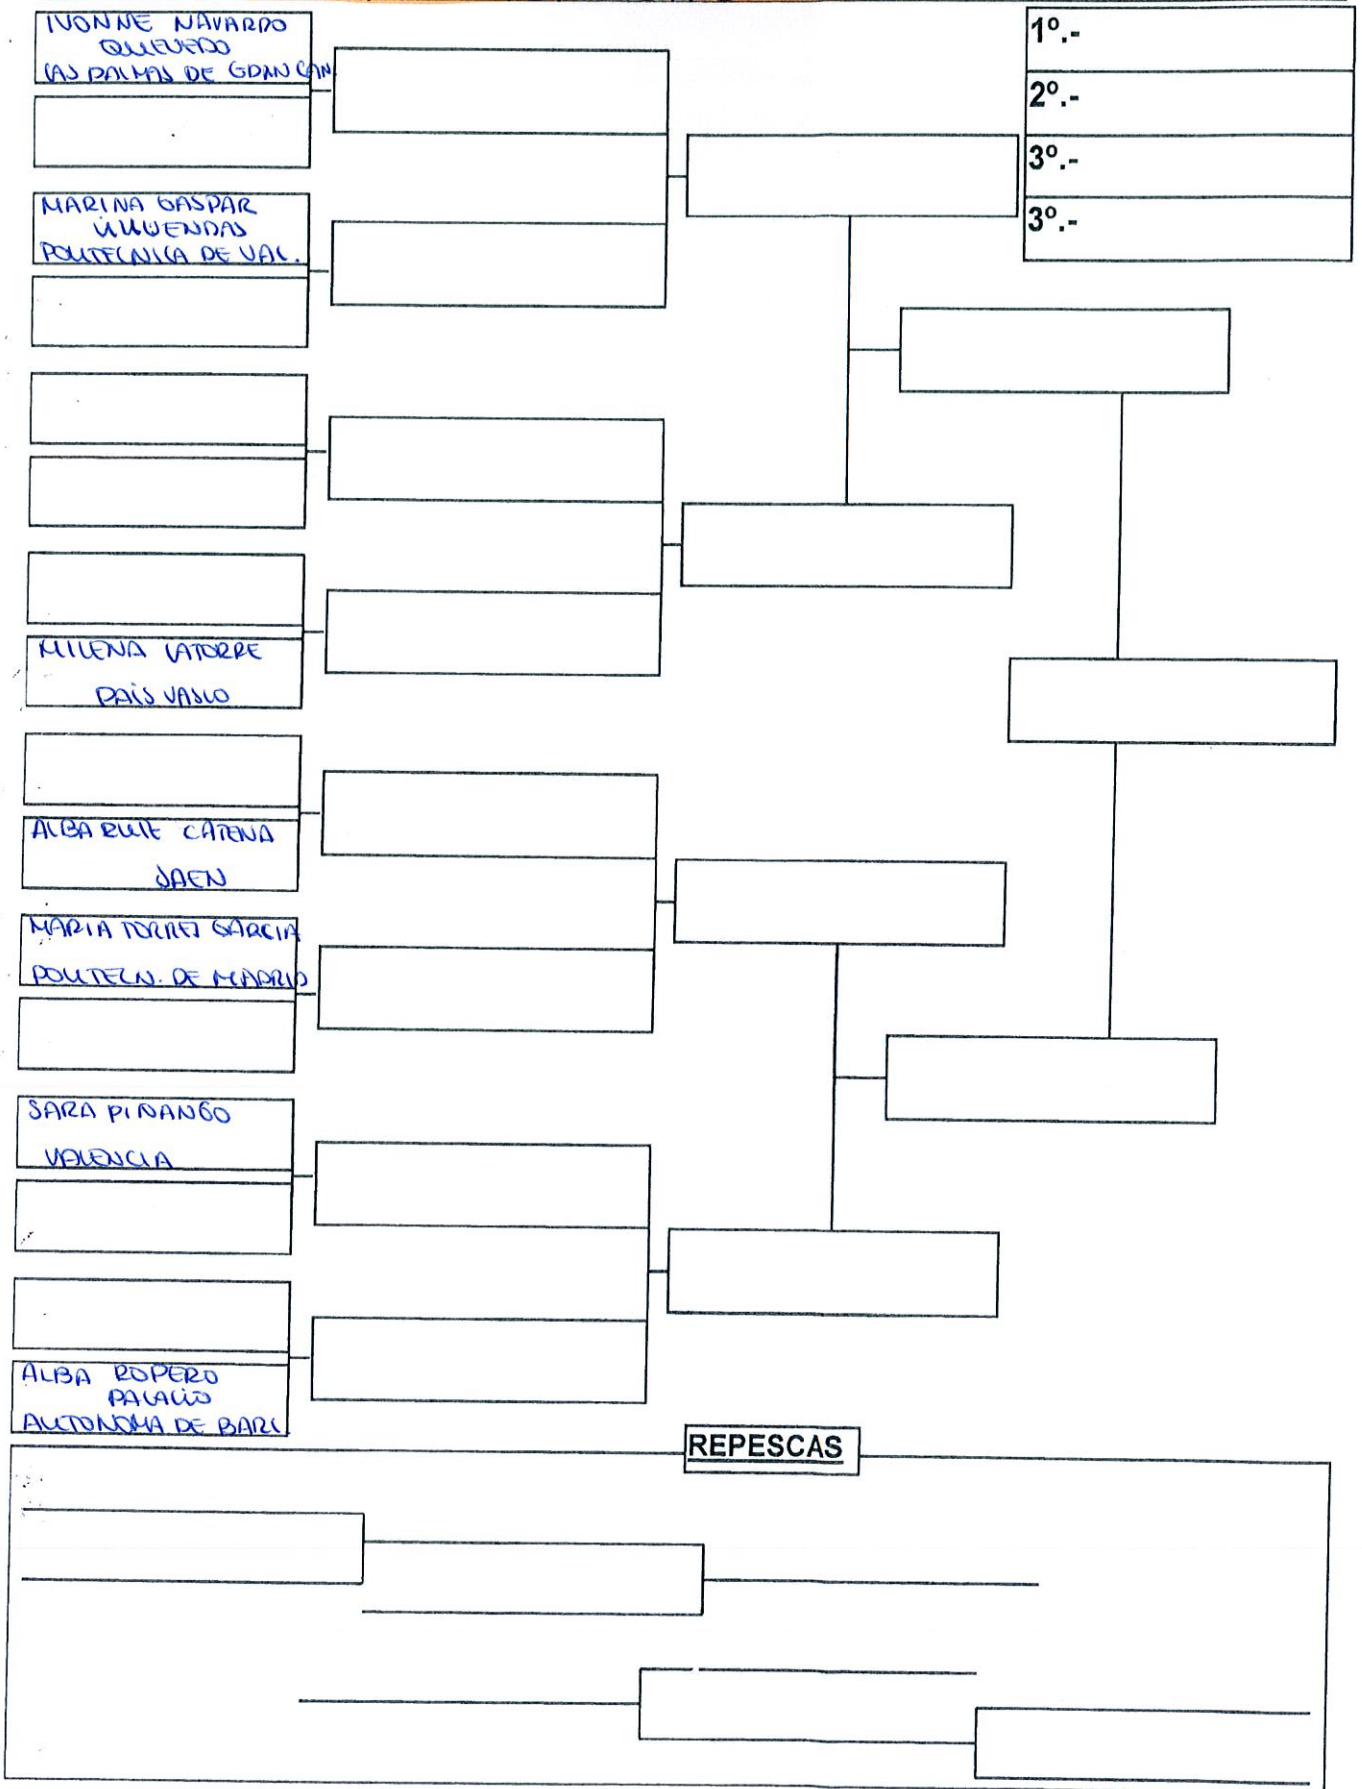 IVONNE NAVARRO
QUEVEDO
LAS PALMAS DE GRAN CAN
MARINA GASPAR
POLITECNICA DE VAL.
MILENA LATORRE
PAÍS VASCO
ALBA RUIZ CATENA
JAEN
MARIA TORRES GARCIA
POLITECN. DE MADRID
SARA PIÑANGO
VALENCIA
ALBA ROPERO
PALACIO
AUTONOMA DE BARC
1º.-
2º.-
3º.-
3º.-
REPESCAS